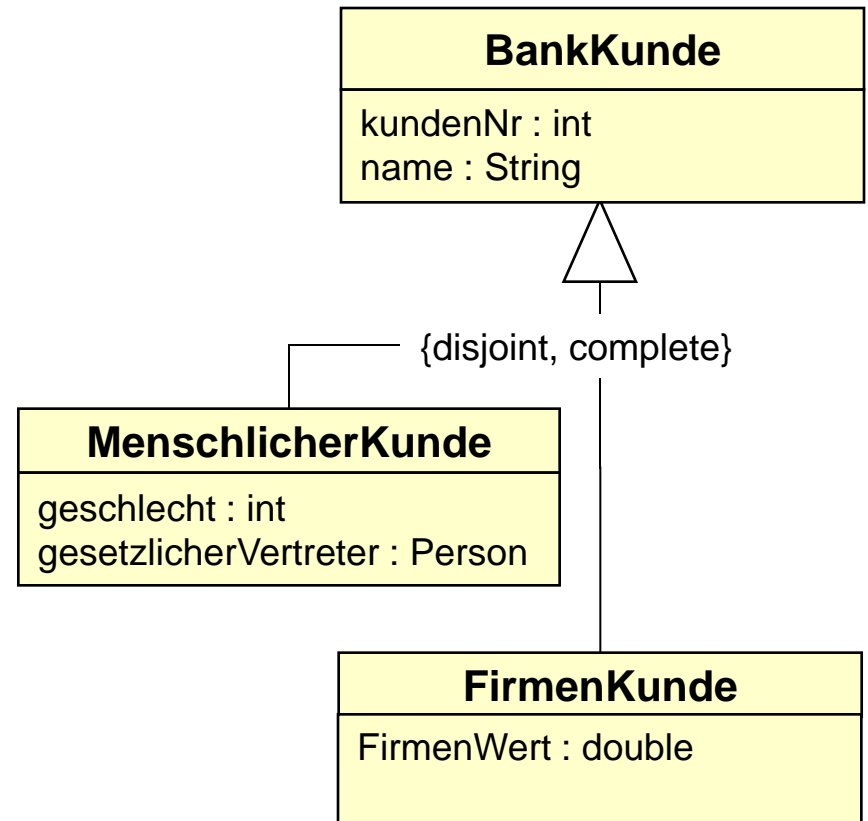 BankKunde
kundenNr : int
name : String
{disjoint, complete}
MenschlicherKunde
geschlecht : int
gesetzlicherVertreter : Person
FirmenKunde
FirmenWert : double